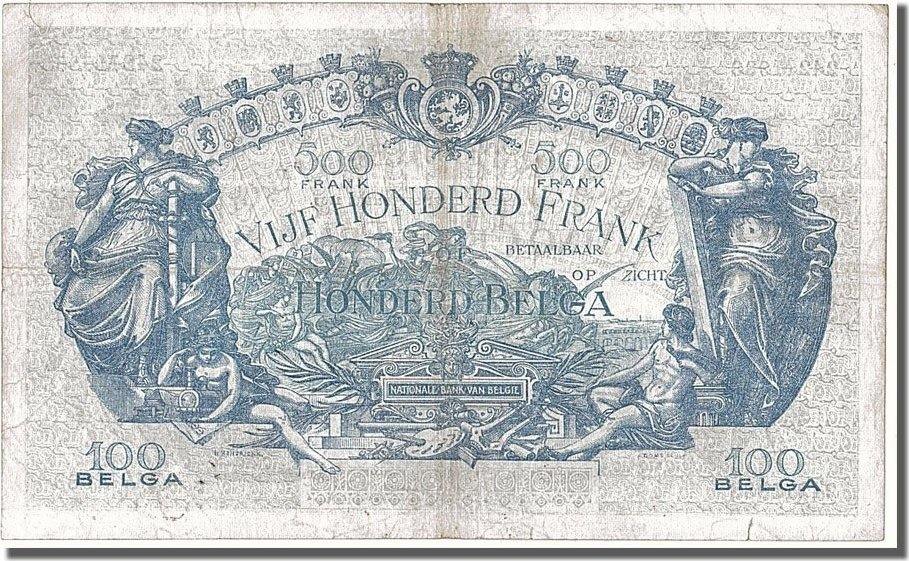 500 500
FRANK FRANK
VIJF HONDERD FRANK
OF BETAALBAAR
OP ZICHT
HONDERD BELGA
NATIONALE BANK VAN BELGIE
100 100
BELGA BELGA